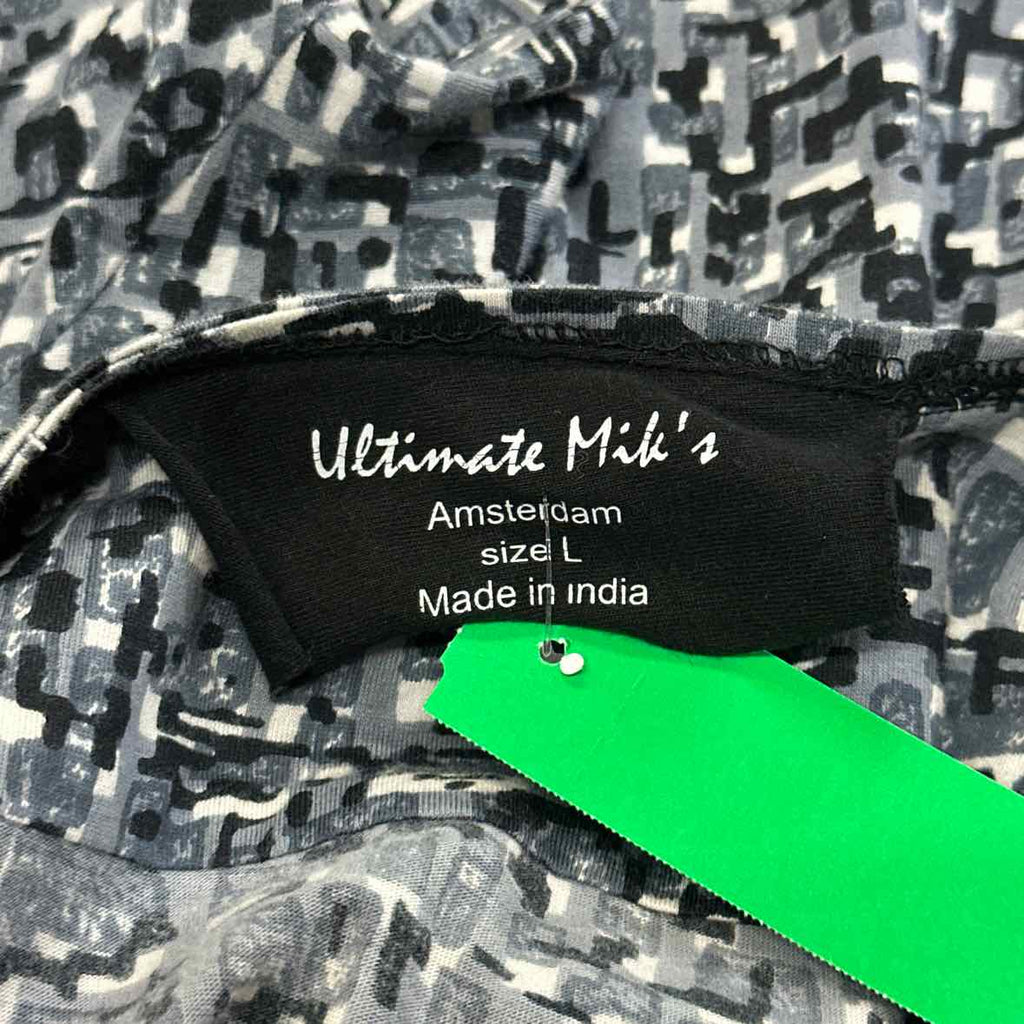 Ultimate Mik's
Amsterdam
size L
Made in india